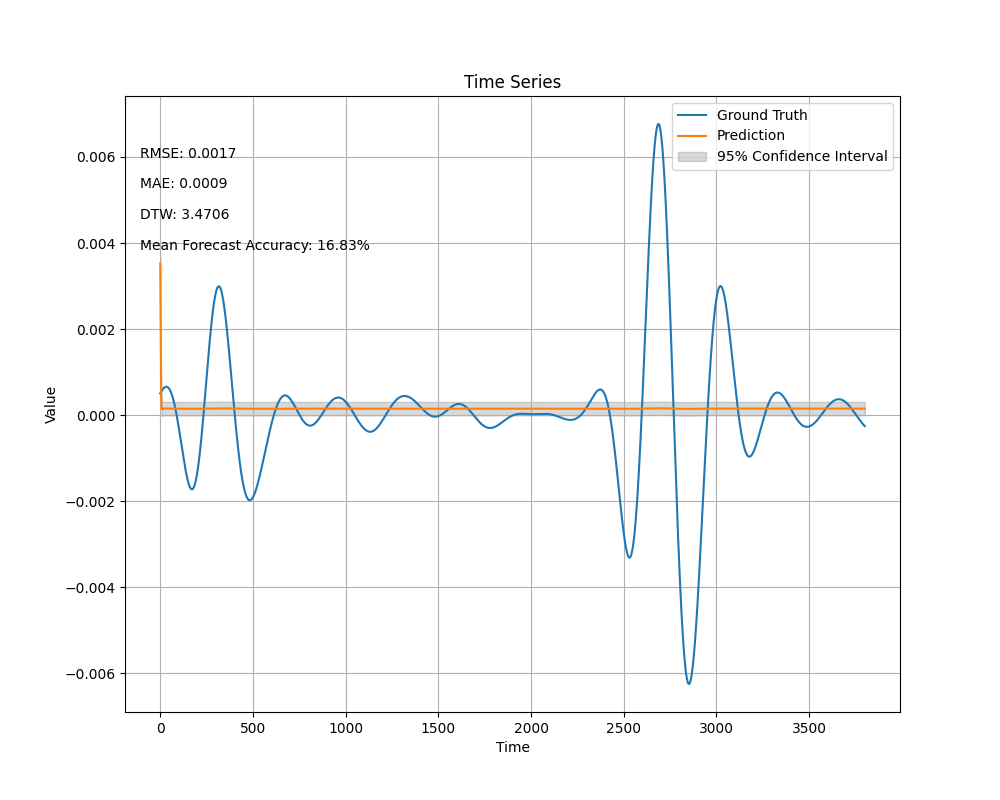 Time Series
Ground Truth
Prediction
95% Confidence Interval
RMSE: 0.0017
MAE: 0.0009
DTW: 3.4706
Mean Forecast Accuracy: 16.83%
Value
0.006
0.004
0.002
0.000
−0.002
−0.004
−0.006
0 500 1000 1500 2000 2500 3000 3500
Time